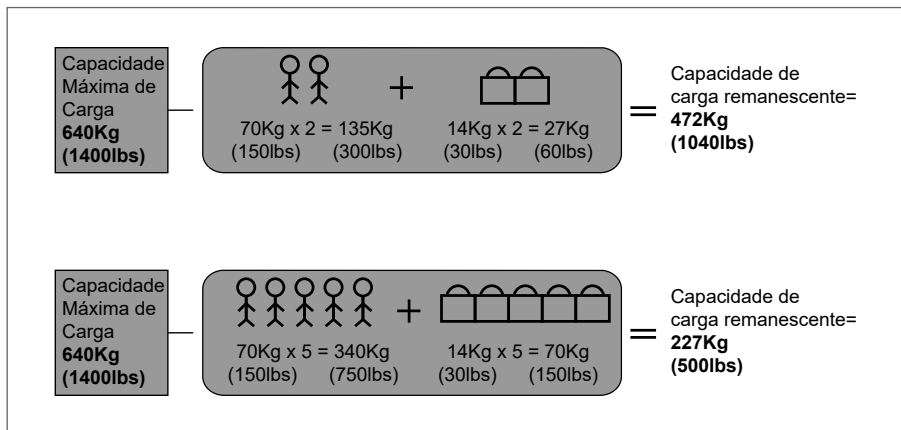 Capacidade
Máxima de
Carga
640Kg
(1400lbs)
70Kg x 2 = 135Kg
(150lbs) (300lbs)
+
14Kg x 2 = 27Kg
(30lbs) (60lbs)
=
Capacidade de
carga remanescente=
472Kg
(1040lbs)
Capacidade
Máxima de
Carga
640Kg
(1400lbs)
70Kg x 5 = 340Kg
(150lbs) (750lbs)
+
14Kg x 5 = 70Kg
(30lbs) (150lbs)
=
Capacidade de
carga remanescente=
227Kg
(500lbs)